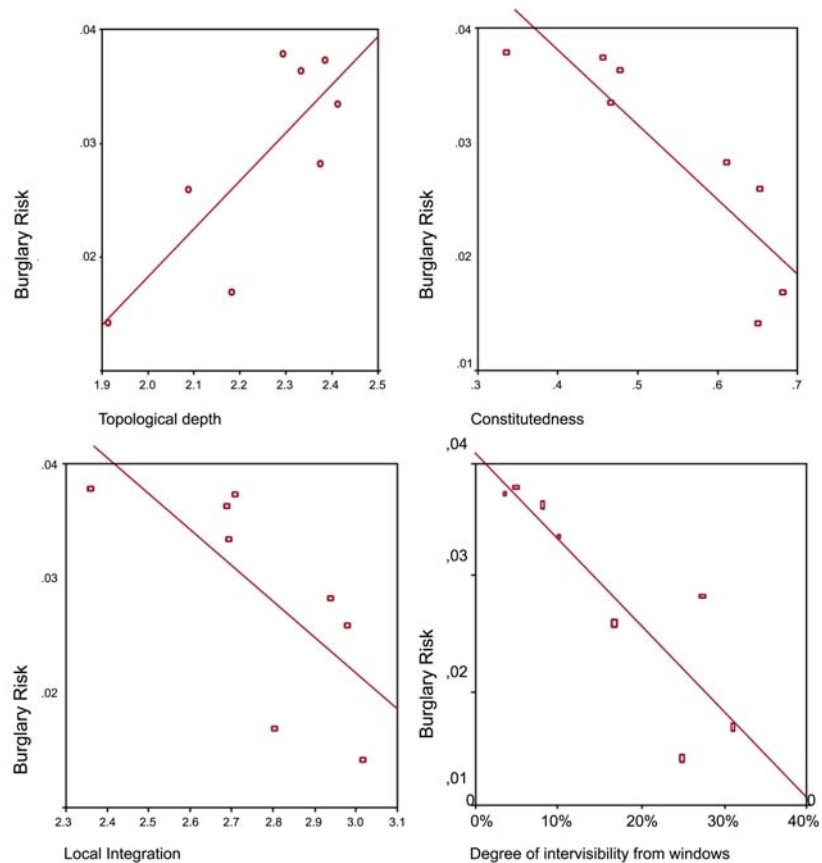 .04
.03
.02
Burglary Risk
1.9 2.0 2.1 2.2 2.3 2.4 2.5
Topological depth
.04
.03
.02
.01
Burglary Risk
.3 .4 .5 .6 .7
Constitutedness
.04
.03
.02
Burglary Risk
2.3 2.4 2.5 2.6 2.7 2.8 2.9 3.0 3.1
Local Integration
,04
,03
,02
,01
0 0
Burglary Risk
0% 10% 20% 30% 40%
Degree of intervisibility from windows